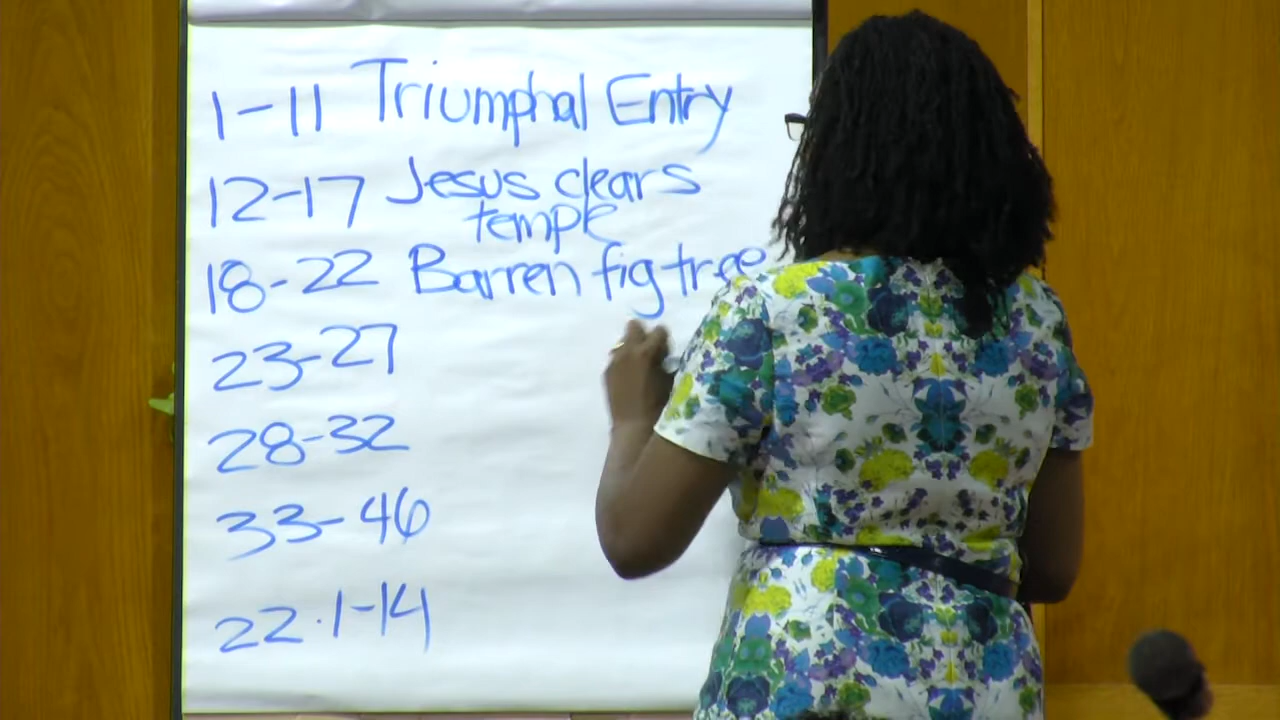 1-11 Triumphal Entry
12-17 Jesus clears
temple
18-22 Barren fig tree
23-27
28-32
33-46
22.1-14